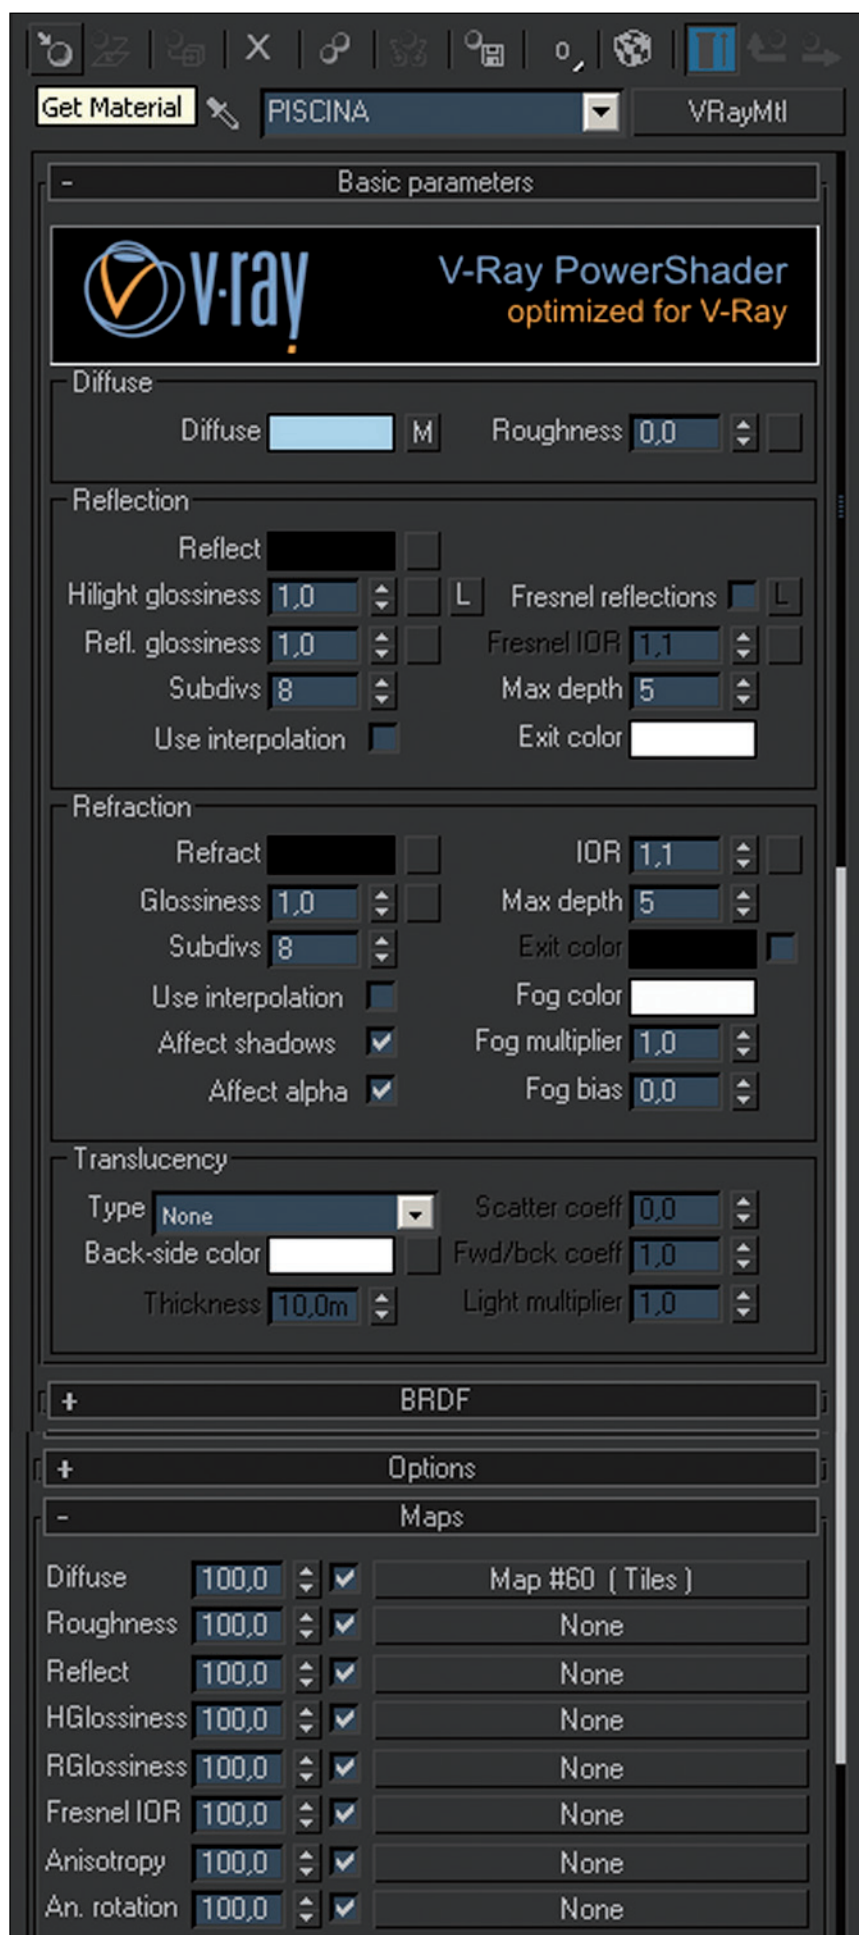 0
Get Material PISCINA VRayMtl
- Basic parameters
v-ray V-Ray PowerShader
optimized for V-Ray
Diffuse
Diffuse M Roughness 0,0
Reflection
Reflect
Hilight glossiness 1,0 L Fresnel reflections L
Refl. glossiness 1,0 Fresnel IOR 1,1
Subdivs 8 Max depth 5
Use interpolation Exit color
Refraction
Refract IOR 1,1
Glossiness 1,0 Max depth 5
Subdivs 8 Exit color
Use interpolation Fog color
Affect shadows Fog multiplier 1,0
Affect alpha Fog bias 0,0
Translucency
Type None Scatter coeff 0,0
Back-side color Fwd/bck coeff 1,0
Thickness 10,0m Light multiplier 1,0
+ BRDF
+ Options
- Maps
Diffuse 100,0 Map #60 ( Tiles )
Roughness 100,0 None
Reflect 100,0 None
HGlossiness 100,0 None
RGlossiness 100,0 None
Fresnel IOR 100,0 None
Anisotropy 100,0 None
An. rotation 100,0 None